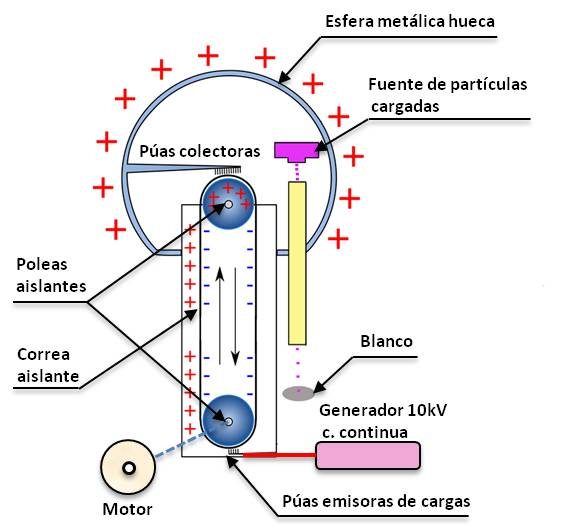 Esfera metálica hueca
Fuente de partículas
cargadas
Púas colectoras
Poleas
aislantes
Correa
aislante
Blanco
Generador 10kV
c. continua
Motor
Púas emisoras de cargas